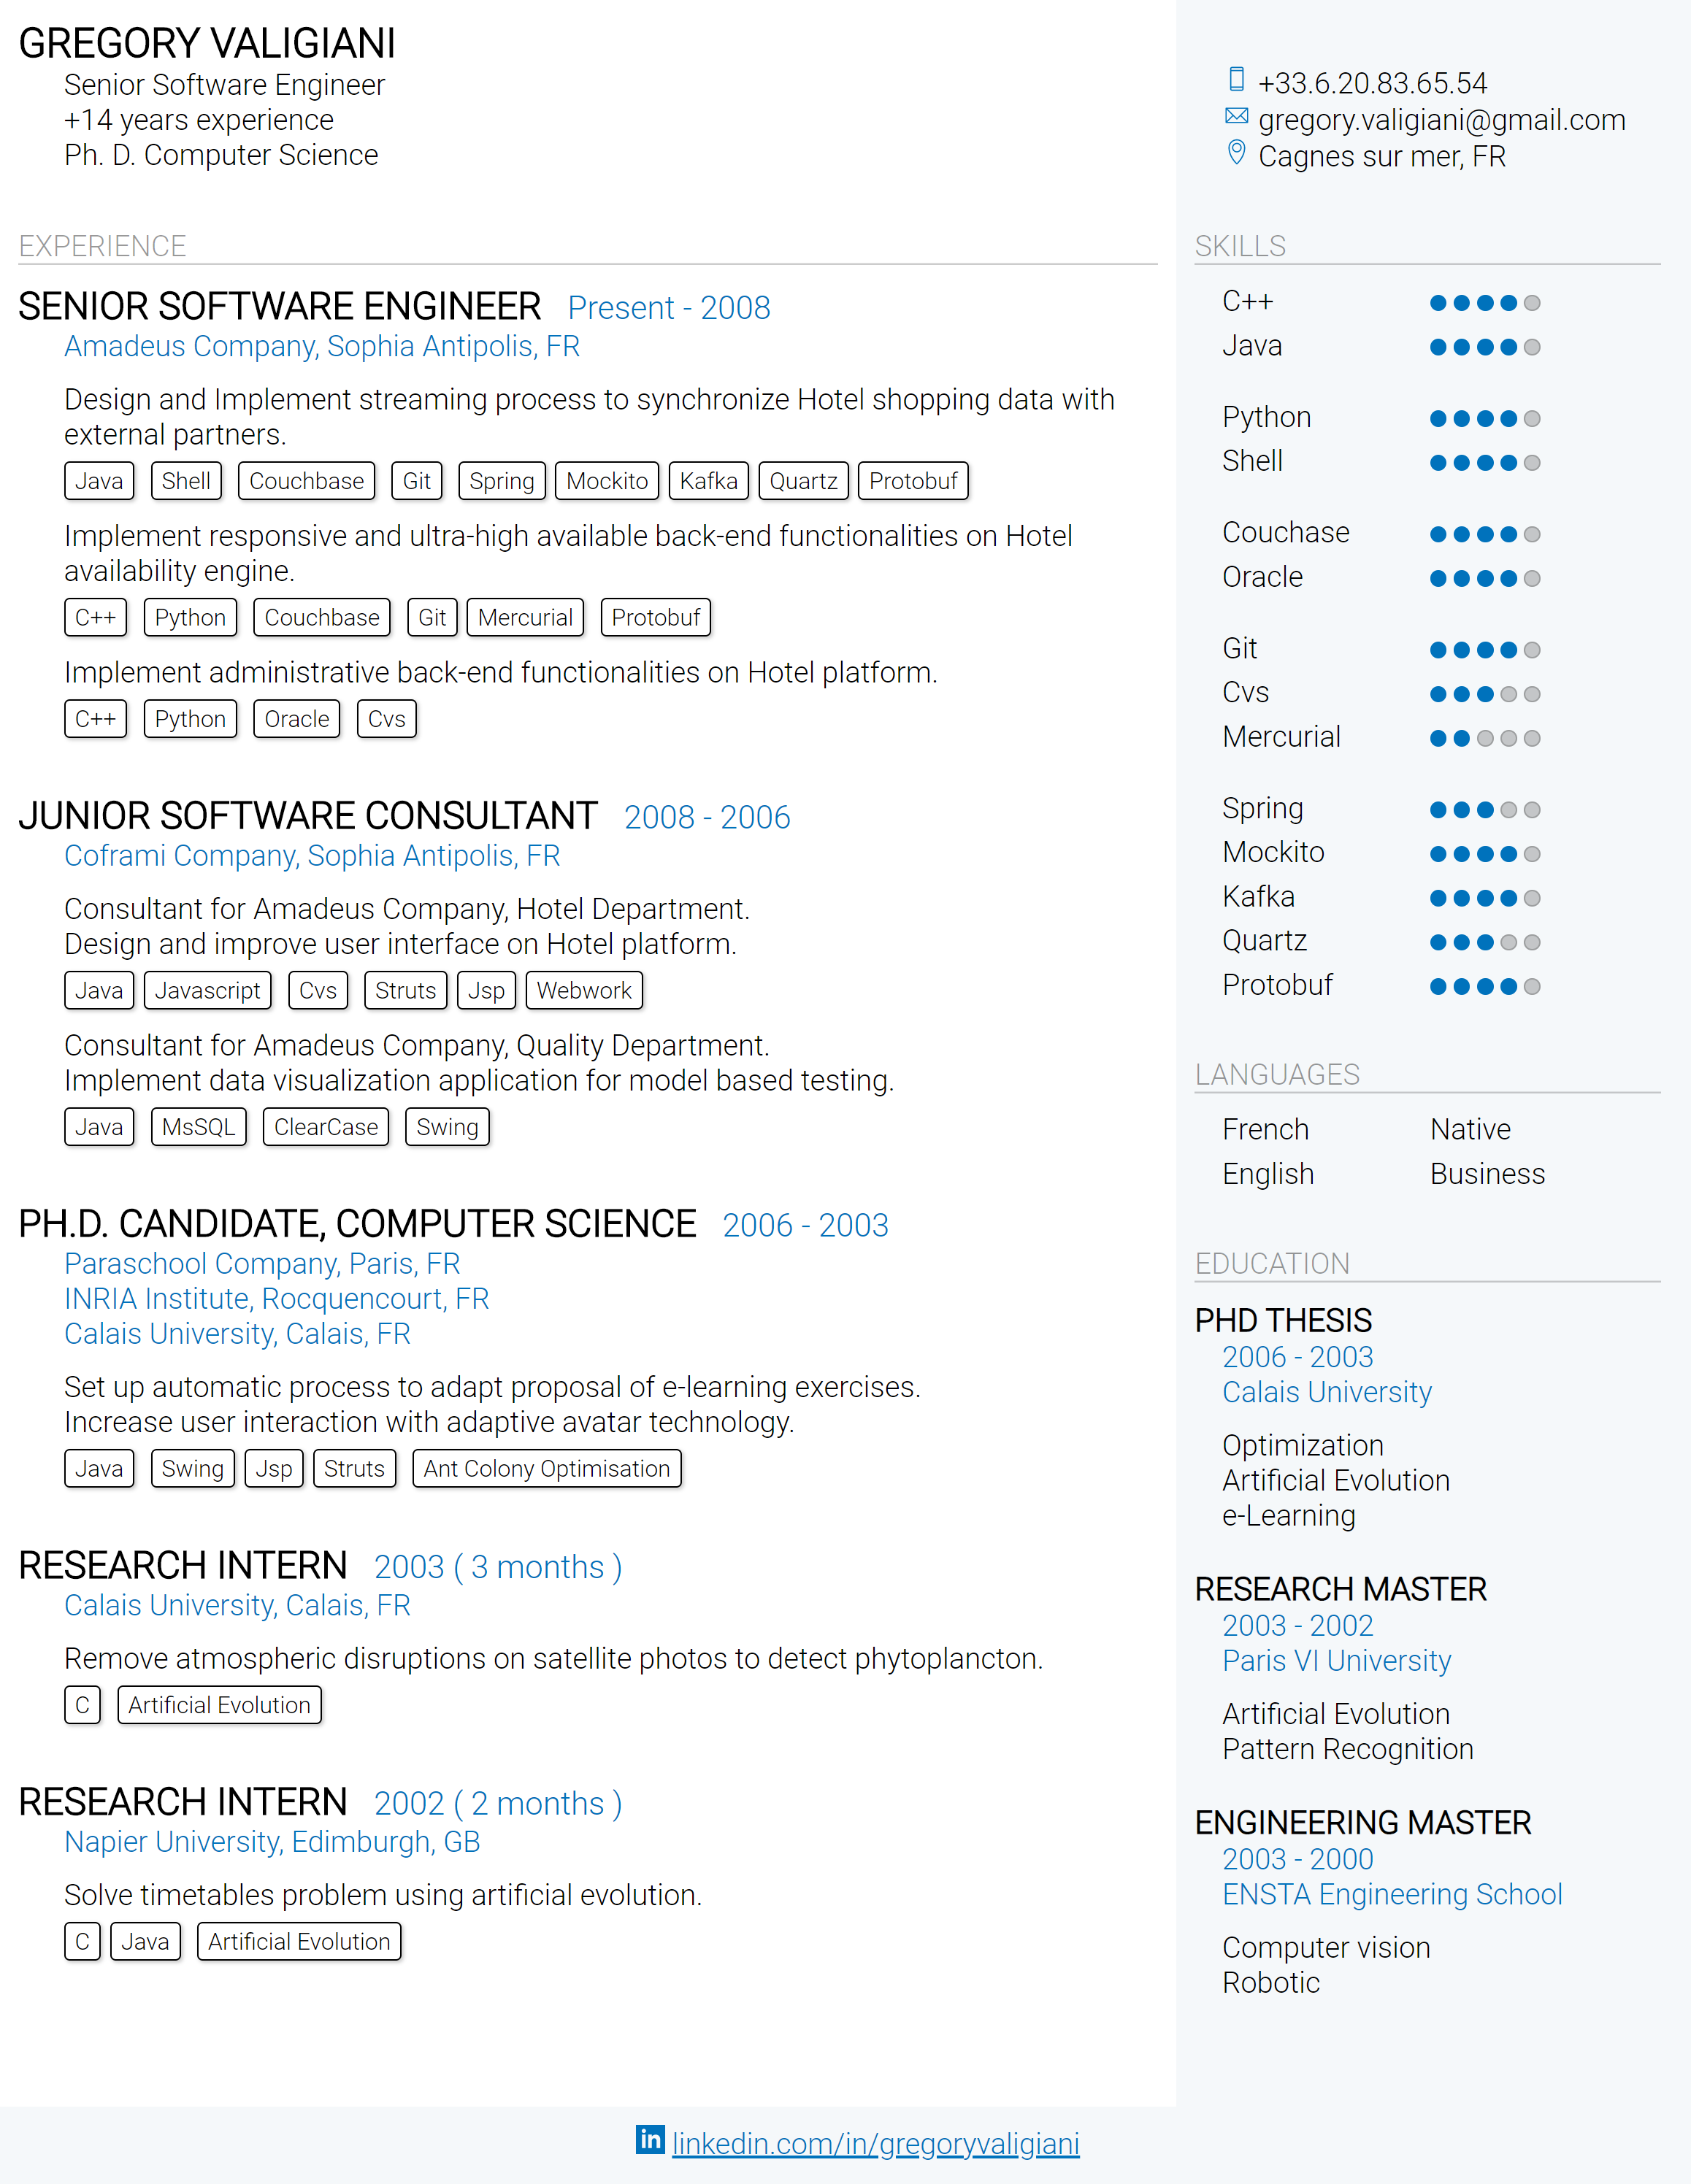 GREGORY VALIGIANI
Senior Software Engineer
+14 years experience
Ph. D. Computer Science
+33.6.20.83.65.54
gregory.valigiani@gmail.com
Cagnes sur mer, FR
EXPERIENCE
SENIOR SOFTWARE ENGINEER Present - 2008
Amadeus Company, Sophia Antipolis, FR
Design and Implement streaming process to synchronize Hotel shopping data with
external partners.
Java Shell Couchbase Git Spring Mockito Kafka Quartz Protobuf
Implement responsive and ultra-high available back-end functionalities on Hotel
availability engine.
C++ Python Couchbase Git Mercurial Protobuf
Implement administrative back-end functionalities on Hotel platform.
C++ Python Oracle Cvs
JUNIOR SOFTWARE CONSULTANT 2008 - 2006
Coframi Company, Sophia Antipolis, FR
Consultant for Amadeus Company, Hotel Department.
Design and improve user interface on Hotel platform.
Java Javascript Cvs Struts Jsp Webwork
Consultant for Amadeus Company, Quality Department.
Implement data visualization application for model based testing.
Java MsSQL ClearCase Swing
PH.D. CANDIDATE, COMPUTER SCIENCE 2006 - 2003
Paraschool Company, Paris, FR
INRIA Institute, Rocquencourt, FR
Calais University, Calais, FR
Set up automatic process to adapt proposal of e-learning exercises.
Increase user interaction with adaptive avatar technology.
Java Swing Jsp Struts Ant Colony Optimisation
RESEARCH INTERN 2003 ( 3 months )
Calais University, Calais, FR
Remove atmospheric disruptions on satellite photos to detect phytoplancton.
C Artificial Evolution
RESEARCH INTERN 2002 ( 2 months )
Napier University, Edimburgh, GB
Solve timetables problem using artificial evolution.
C Java Artificial Evolution
SKILLS
C++
Java
Python
Shell
Couchase
Oracle
Git
Cvs
Mercurial
Spring
Mockito
Kafka
Quartz
Protobuf
LANGUAGES
French Native
English Business
EDUCATION
PHD THESIS
2006 - 2003
Calais University
Optimization
Artificial Evolution
e-Learning
RESEARCH MASTER
2003 - 2002
Paris VI University
Artificial Evolution
Pattern Recognition
ENGINEERING MASTER
2003 - 2000
ENSTA Engineering School
Computer vision
Robotic
in linkedin.com/in/gregoryvaligiani